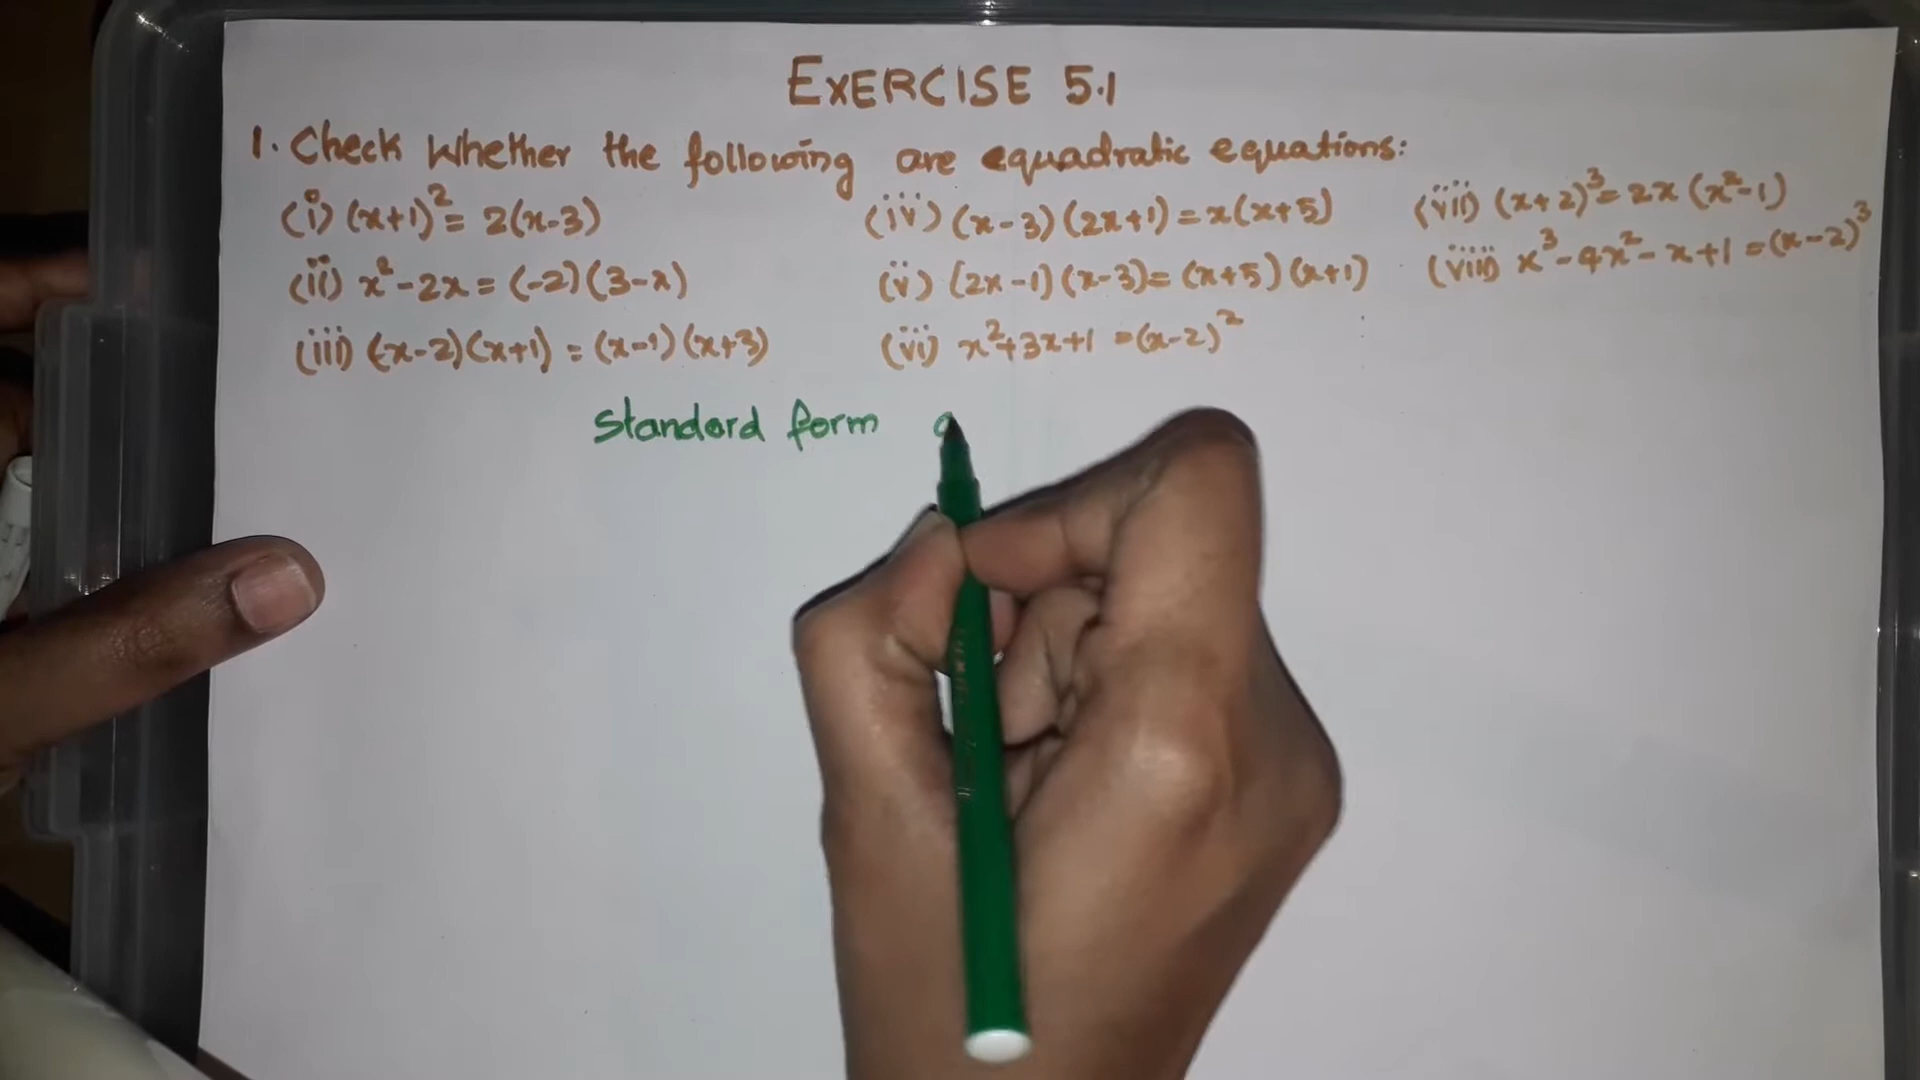 EXERCISE 5.1
1. Check whether the following are equadratic equations:
(i) (x+1)² = 2(x-3)
(ii) x² - 2x = (-2)(3-x)
(iii) (x-2)(x+1) = (x-1)(x+3)
(iv) (x-3)(2x+1) = x(x+5)
(v) (2x-1)(x-3) = (x+5)(x+1)
(vi) x²+3x+1 = (x-2)²
(vii) (x+2)³ = 2x(x²-1)
(viii) x³-4x²-x+1 = (x-2)³
Standard form